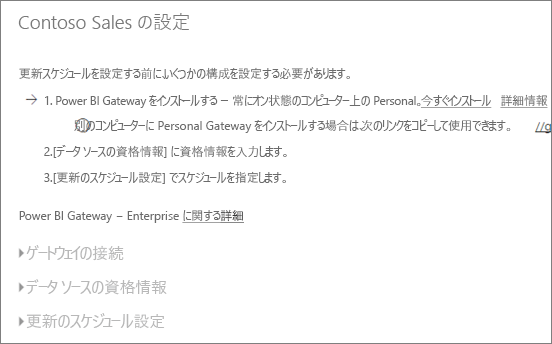 Contoso Sales の設定
更新スケジュールを設定する前に、いくつかの構成を設定する必要があります。
→ 1. Power BI Gateway をインストールする – 常にオン状態のコンピューター上の Personal。今すぐインストール 詳細情報
別のコンピューターに Personal Gateway をインストールする場合は、次のリンクをコピーして使用できます。 //g
2.[データ ソースの資格情報] に資格情報を入力します。
3.[更新のスケジュール設定] でスケジュールを指定します。
Power BI Gateway – Enterprise に関する詳細
ゲートウェイの接続
データ ソースの資格情報
更新のスケジュール設定